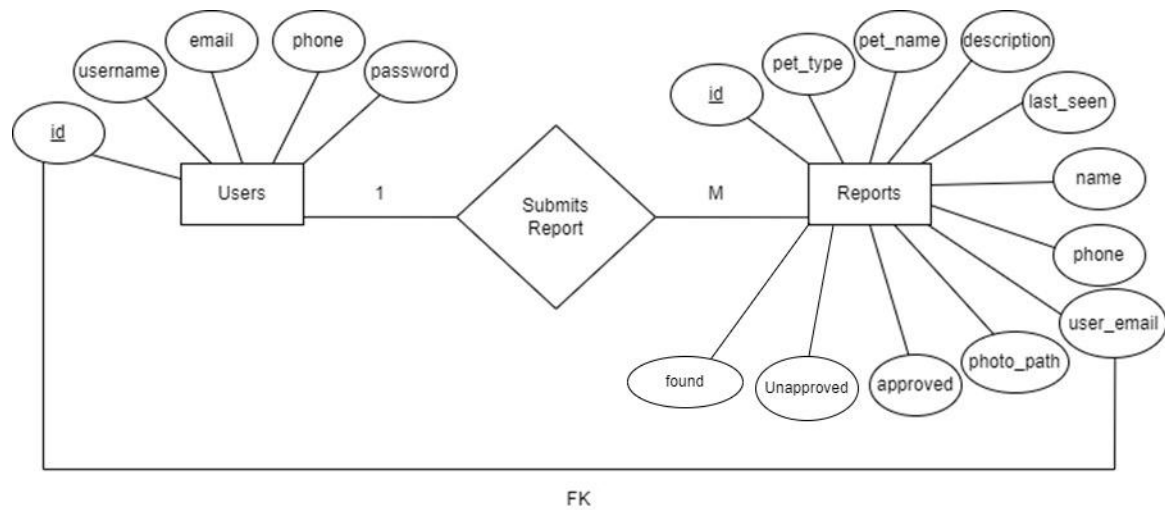 email
phone
username
password
id
Users
1
Submits
Report
M
id
pet_type
pet_name
description
last_seen
Reports
name
phone
user_email
photo_path
approved
Unapproved
found
FK